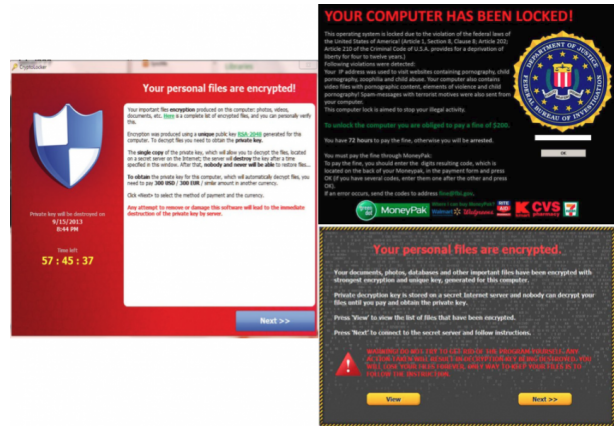 CryptoLocker
Your personal files are encrypted!
Your important files encryption produced on this computer: photos, videos,
documents, etc. Here is a complete list of encrypted files, and you can personally verify
this.
Encryption was produced using a unique public key RSA-2048 generated for this
computer. To decrypt files you need to obtain the private key.
The single copy of the private key, which will allow you to decrypt the files, located
on a secret server on the Internet; the server will destroy the key after a time
specified in this window. After that, nobody and never will be able to restore files...
To obtain the private key for this computer, which will automatically decrypt files, you
need to pay 300 USD / 300 EUR / similar amount in another currency.
Click «Next» to select the method of payment and the currency.
Any attempt to remove or damage this software will lead to the immediate
destruction of the private key by server.
Private key will be destroyed on
9/15/2013
8:44 PM
Time left
57 : 45 : 37
Next >>
YOUR COMPUTER HAS BEEN LOCKED!
This operating system is locked due to the violation of the federal laws of
the United States of America! (Article 1, Section 8, Clause 8; Article 202;
Article 210 of the Criminal Code of U.S.A. provides for a deprivation of
liberty for four to twelve years.)
Following violations were detected:
Your IP address was used to visit websites containing pornography, child
pornography, zoophilia and child abuse. Your computer also contains
video files with pornographic content, elements of violence and child
pornography! Spam-messages with terrorist motives were also sent from
your computer.
This computer lock is aimed to stop your illegal activity.
To unlock the computer you are obliged to pay a fine of $200.
You have 72 hours to pay the fine, otherwise you will be arrested.
You must pay the fine through MoneyPak:
To pay the fine, you should enter the digits resulting code, which is
located on the back of your Moneypak, in the payment form and press
OK (if you have several codes, enter them one after the other and press
OK).
If an error occurs, send the codes to address fine@fbi.gov.
DEPARTMENT OF JUSTICE
FEDERAL BUREAU OF INVESTIGATION
OK
MoneyPak
Where can I buy MoneyPak?
Walmart
Walgreens
RITE AID
K
CVS
pharmacy
7
Your personal files are encrypted.
Your documents, photos, databases and other important files have been encrypted with
strongest encryption and unique key, generated for this computer.
Private decryption key is stored on a secret Internet server and nobody can decrypt your
files until you pay and obtain the private key.
Press 'View' to view the list of files that have been encrypted.
Press 'Next' to connect to the secret server and follow instructions.
View
Next >>